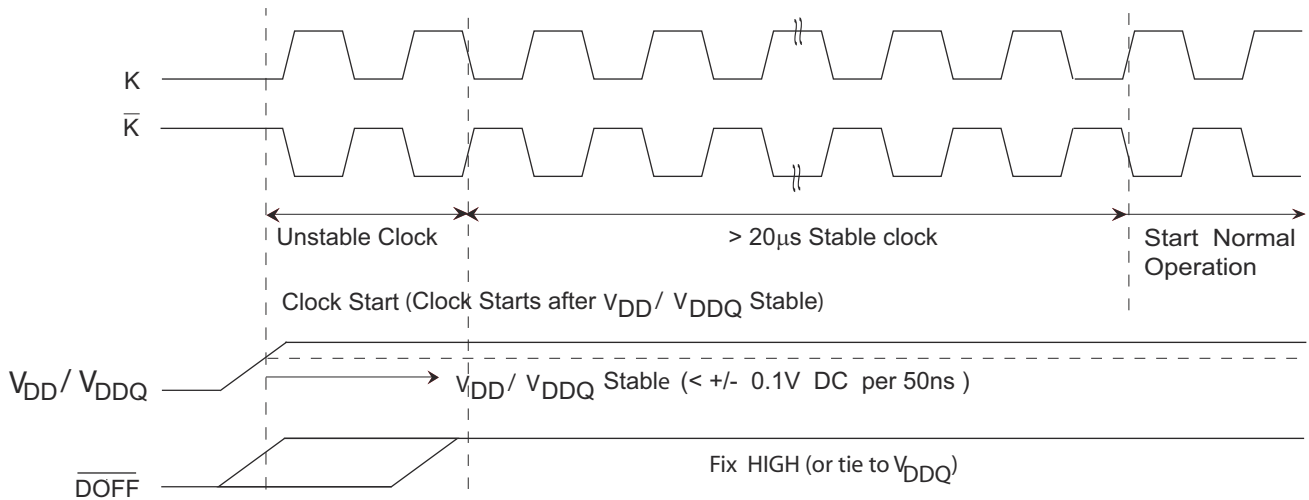 K
K̅
Unstable Clock
> 20μs Stable clock
Start Normal
Operation
Clock Start (Clock Starts after VDD / VDDQ Stable)
VDD / VDDQ
VDD / VDDQ Stable (< +/- 0.1V DC per 50ns )
Fix HIGH (or tie to VDDQ)
D̅O̅F̅F̅